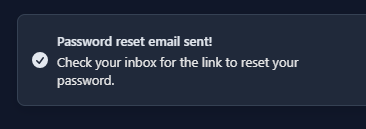 Password reset email sent!
Check your inbox for the link to reset your
password.